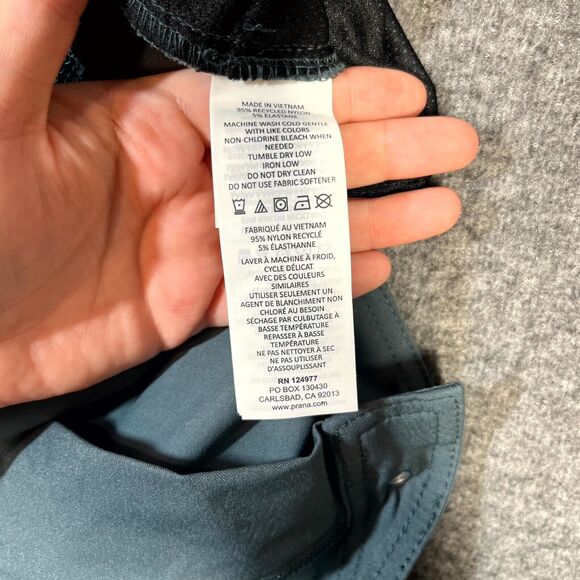 MADE IN VIETNAM
95% RECYCLED NYLON
5% ELASTANE
MACHINE WASH COLD GENTLE
WITH LIKE COLORS
NON-CHLORINE BLEACH WHEN
NEEDED
TUMBLE DRY LOW
IRON LOW
DO NOT DRY CLEAN
DO NOT USE FABRIC SOFTENER
FABRIQUÉ AU VIETNAM
95% NYLON RECYCLÉ
5% ÉLASTHANNE
LAVER À MACHINE À FROID,
CYCLE DÉLICAT
AVEC DES COULEURS
SIMILAIRES
UTILISER SEULEMENT UN
AGENT DE BLANCHIMENT NON
CHLORÉ AU BESOIN
SÉCHAGE PAR CULBUTAGE À
BASSE TEMPÉRATURE
REPASSER À BASSE
TEMPÉRATURE
NE PAS NETTOYER À SEC
NE PAS UTILISER
D'ASSOUPLISSANT
RN 124977
PO BOX 130430
CARLSBAD, CA 92013
www.prana.com